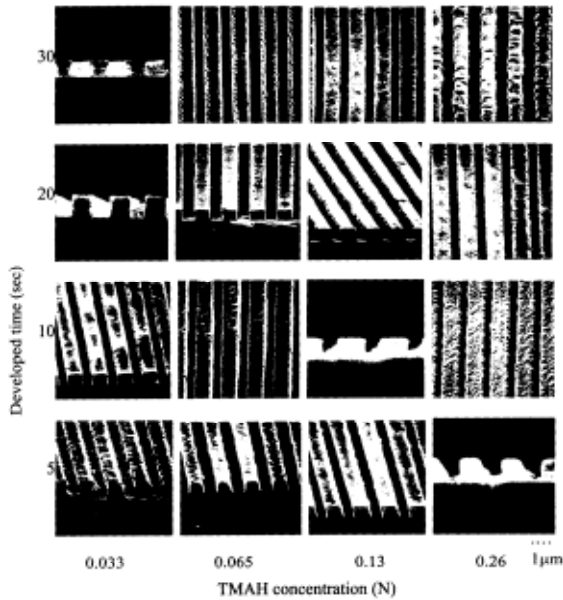 30
20
10
5
Developed time (sec)
0.033 0.065 0.13 0.26 1μm
TMAH concentration (N)